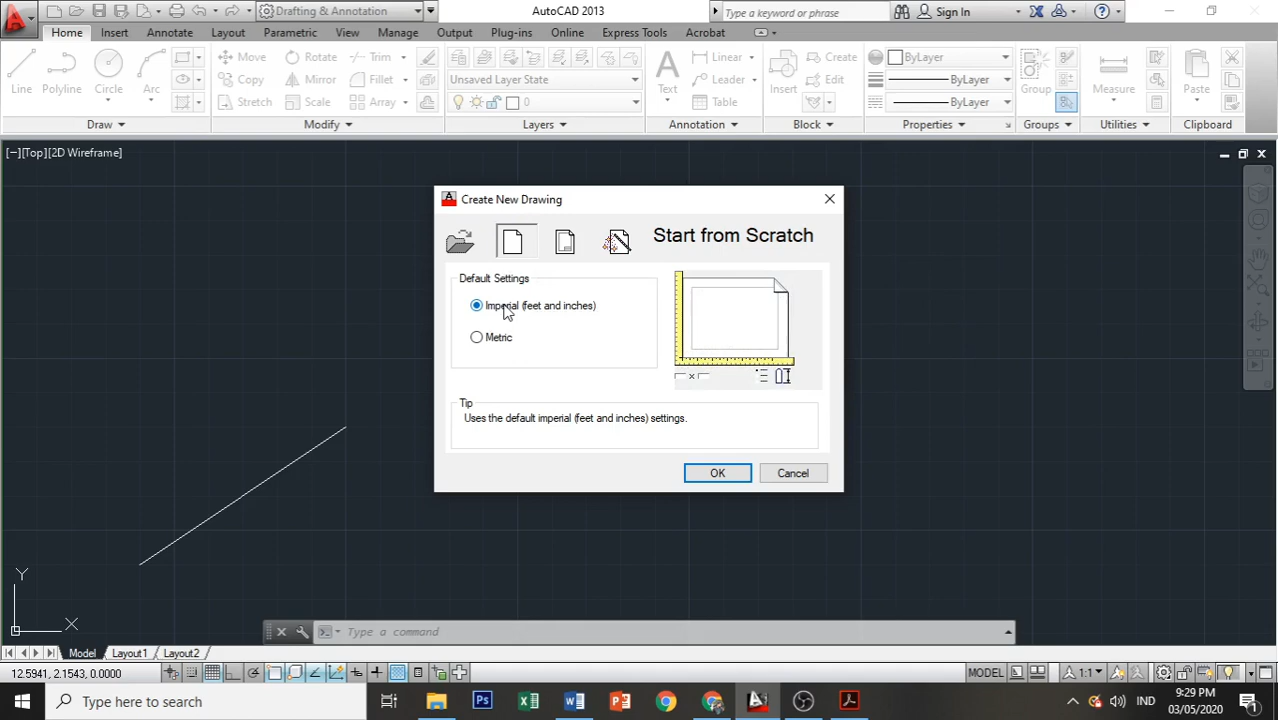 Drafting & Annotation
AutoCAD 2013
Type a keyword or phrase
Sign In
Home Insert Annotate Layout Parametric View Manage Output Plug-ins Online Express Tools Acrobat
Move Rotate Trim Unsaved Layer State Linear Create ByLayer
Line Polyline Circle Arc Copy Mirror Fillet Text Leader Insert Edit ByLayer Group Measure Paste
Stretch Scale Array 0 Table ByLayer
Draw Modify Layers Annotation Block Properties Groups Utilities Clipboard
[−][Top][2D Wireframe]
Create New Drawing
Start from Scratch
Default Settings
Imperial (feet and inches)
Metric
Tip
Uses the default imperial (feet and inches) settings.
OK Cancel
Y
X
Type a command
Model Layout1 Layout2
12.5941, 2.1543, 0.0000 MODEL 1:1
Type here to search
IND
9:29 PM
03/05/2020
1